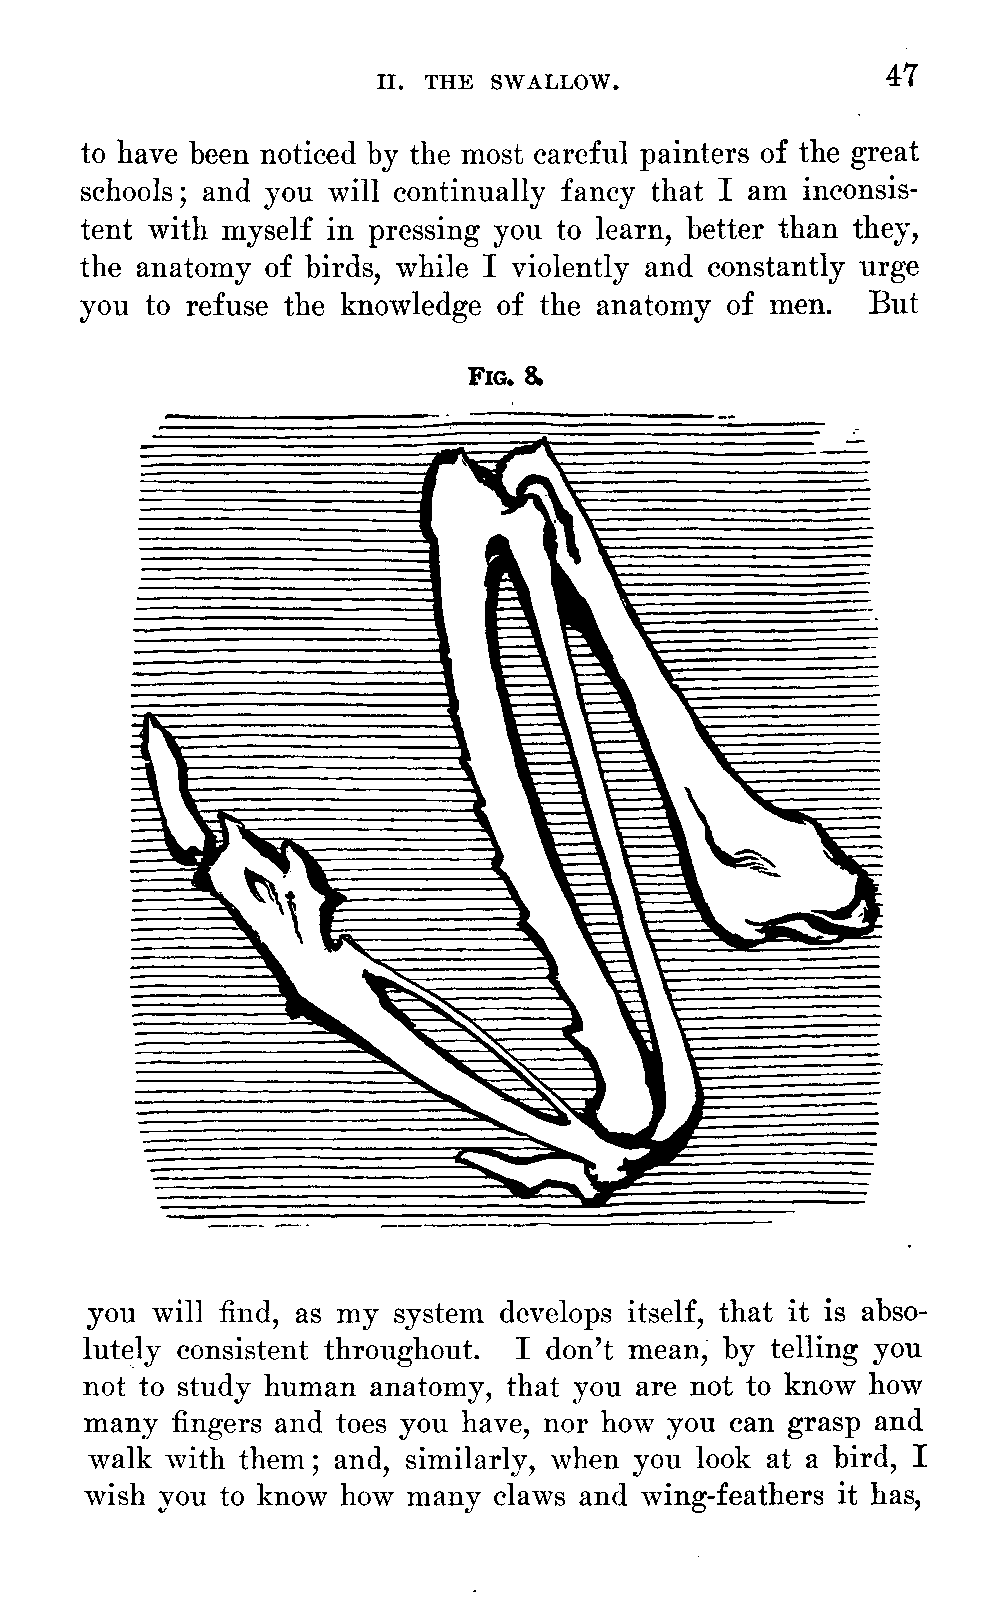 II. THE SWALLOW. 47
to have been noticed by the most careful painters of the great
schools; and you will continually fancy that I am inconsis-
tent with myself in pressing you to learn, better than they,
the anatomy of birds, while I violently and constantly urge
you to refuse the knowledge of the anatomy of men. But
FIG. 8.
you will find, as my system develops itself, that it is abso-
lutely consistent throughout. I don't mean, by telling you
not to study human anatomy, that you are not to know how
many fingers and toes you have, nor how you can grasp and
walk with them; and, similarly, when you look at a bird, I
wish you to know how many claws and wing-feathers it has,